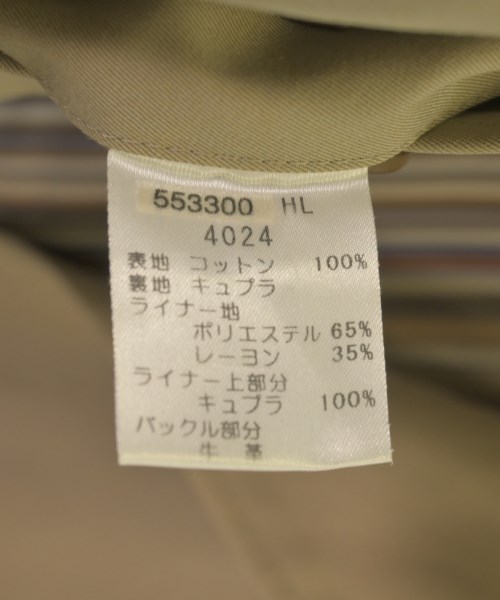 553300 HL
4024
表地 コットン 100%
裏地 キュプラ
ライナー地
ポリエステル 65%
レーヨン 35%
ライナー上部分
キュプラ 100%
バックル部分
牛 革